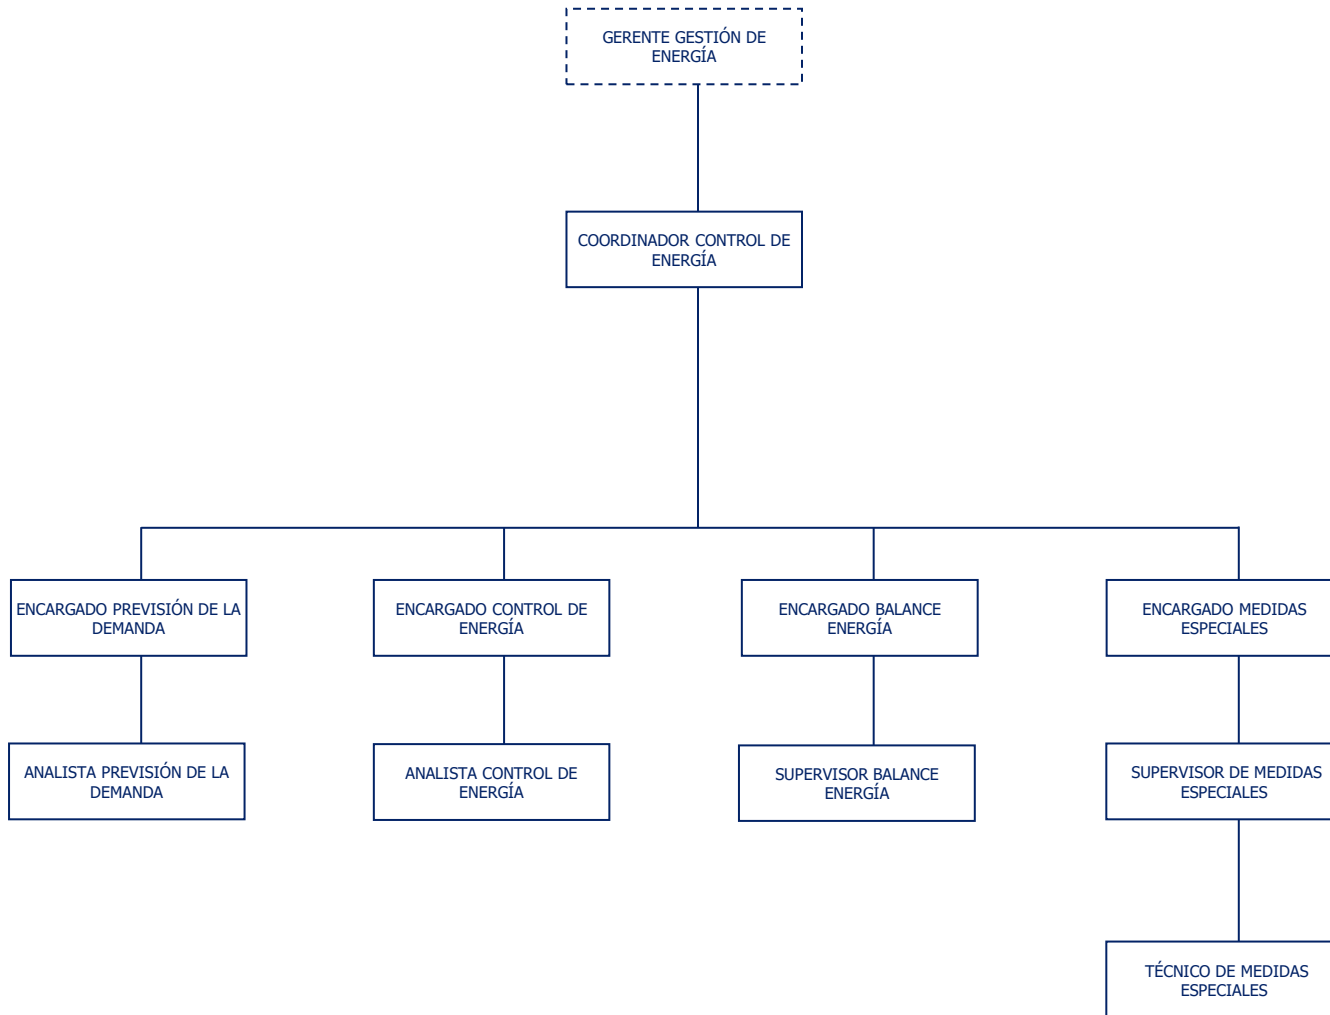 GERENTE GESTIÓN DE
ENERGÍA
COORDINADOR CONTROL DE
ENERGÍA
ENCARGADO PREVISIÓN DE LA
DEMANDA
ENCARGADO CONTROL DE
ENERGÍA
ENCARGADO BALANCE
ENERGÍA
ENCARGADO MEDIDAS
ESPECIALES
ANALISTA PREVISIÓN DE LA
DEMANDA
ANALISTA CONTROL DE
ENERGÍA
SUPERVISOR BALANCE
ENERGÍA
SUPERVISOR DE MEDIDAS
ESPECIALES
TÉCNICO DE MEDIDAS
ESPECIALES